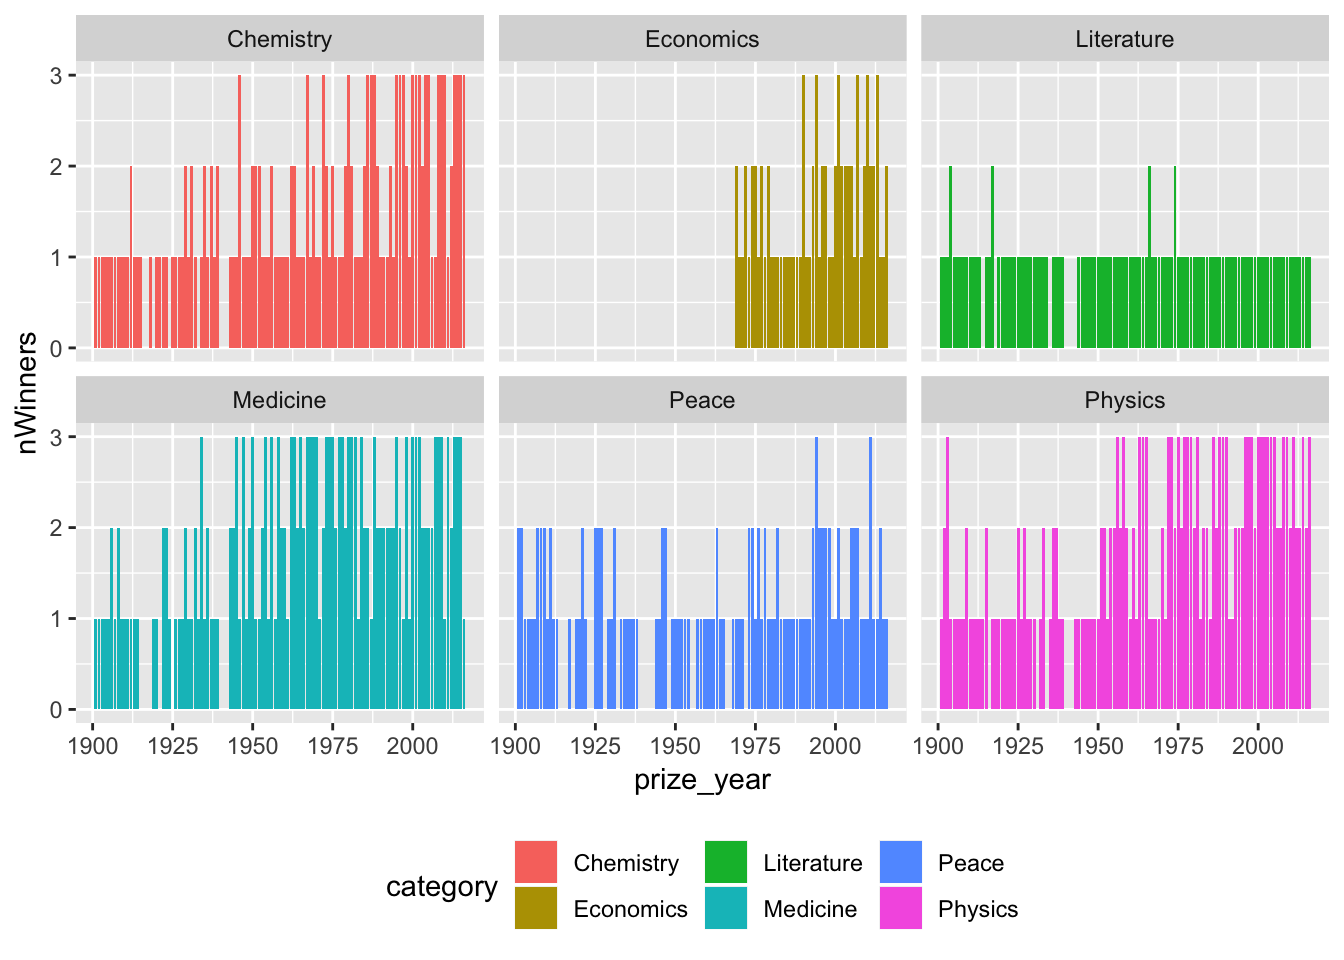 Chemistry Economics Literature
3
2
1
0
Medicine Peace Physics
3
2
1
0
nWinners
1900 1925 1950 1975 2000 1900 1925 1950 1975 2000 1900 1925 1950 1975 2000
prize_year
category
Chemistry Literature Peace
Economics Medicine Physics